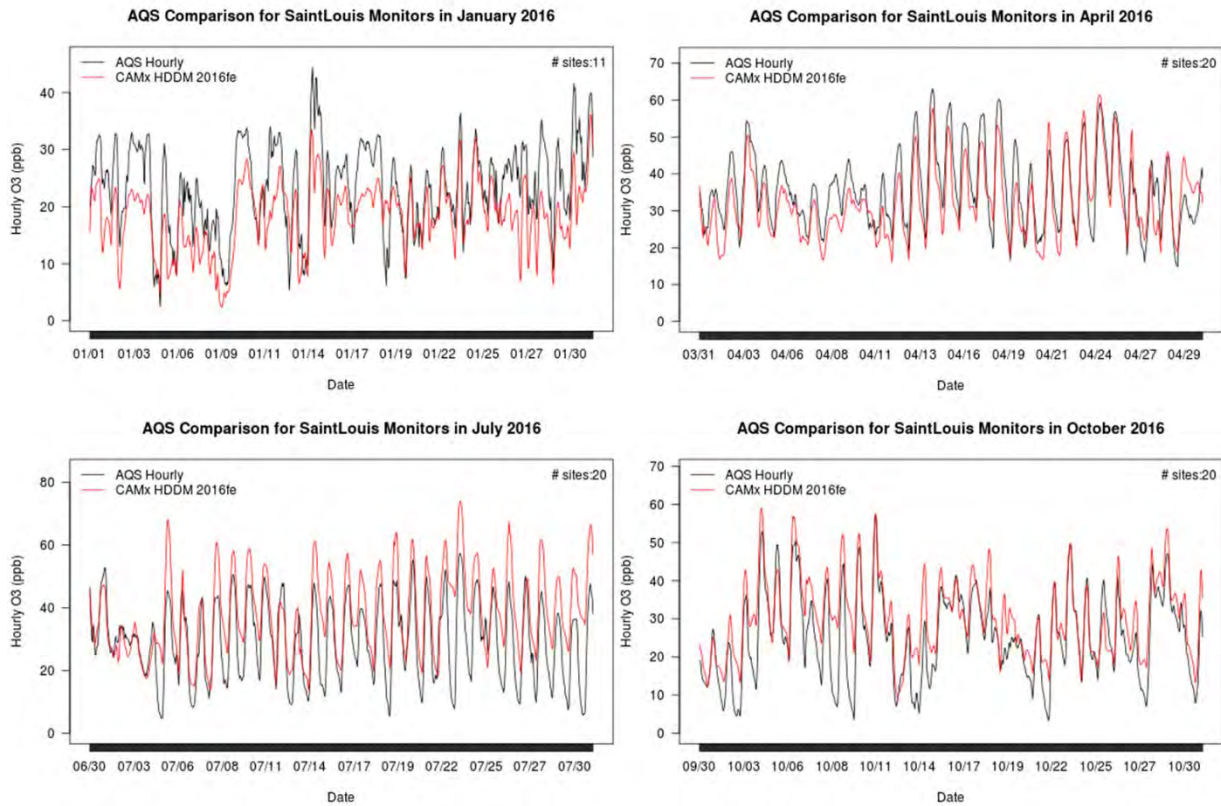 AQS Comparison for SaintLouis Monitors in January 2016
AQS Hourly
CAMx HDDM 2016fe
# sites:11
Hourly O3 (ppb)
40
30
20
10
0
01/01 01/03 01/06 01/09 01/11 01/14 01/17 01/19 01/22 01/25 01/27 01/30
Date
AQS Comparison for SaintLouis Monitors in April 2016
AQS Hourly
CAMx HDDM 2016fe
# sites:20
Hourly O3 (ppb)
70
60
50
40
30
20
10
0
03/31 04/03 04/06 04/08 04/11 04/13 04/16 04/19 04/21 04/24 04/27 04/29
Date
AQS Comparison for SaintLouis Monitors in July 2016
AQS Hourly
CAMx HDDM 2016fe
# sites:20
Hourly O3 (ppb)
80
60
40
20
0
06/30 07/03 07/06 07/08 07/11 07/14 07/17 07/19 07/22 07/25 07/27 07/30
Date
AQS Comparison for SaintLouis Monitors in October 2016
AQS Hourly
CAMx HDDM 2016fe
# sites:20
Hourly O3 (ppb)
70
60
50
40
30
20
10
0
09/30 10/03 10/06 10/08 10/11 10/14 10/17 10/19 10/22 10/25 10/27 10/30
Date